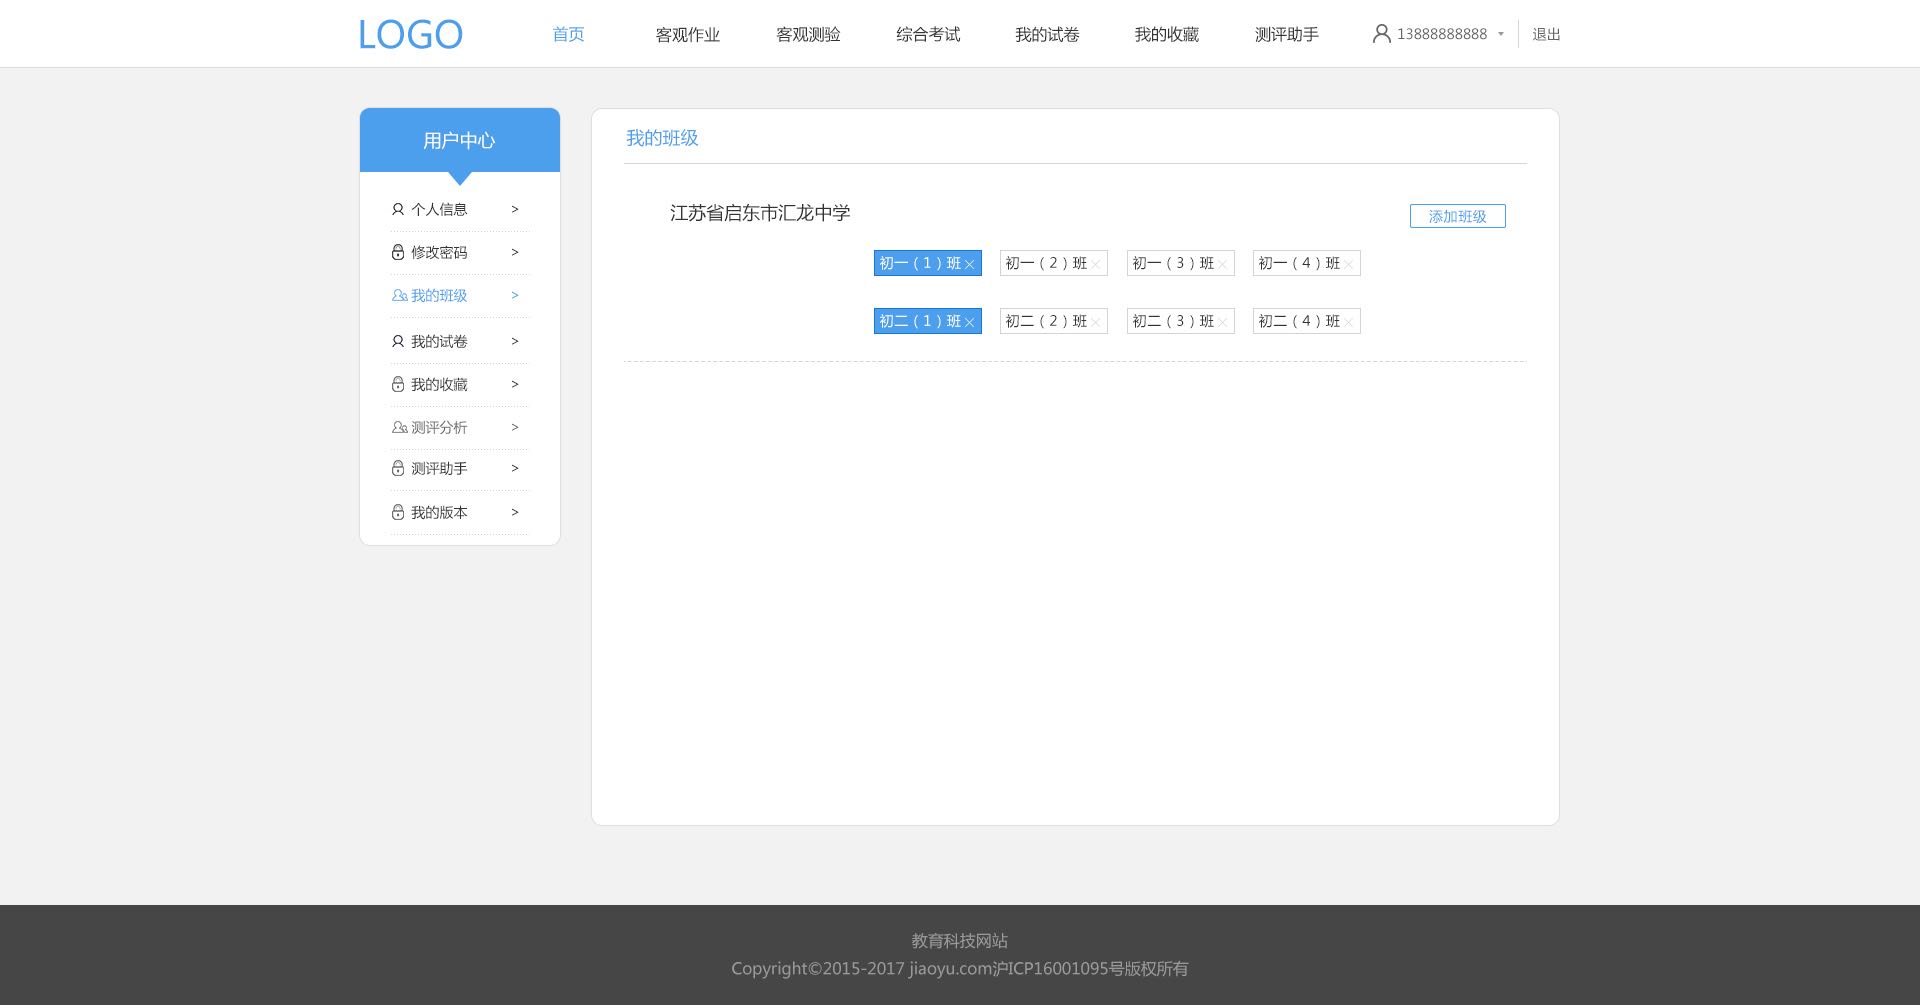 LOGO 首页 客观作业 客观测验 综合考试 我的试卷 我的收藏 测评助手 13888888888 退出
用户中心
个人信息 >
修改密码 >
我的班级 >
我的试卷 >
我的收藏 >
测评分析 >
测评助手 >
我的版本 >
我的班级
江苏省启东市汇龙中学 添加班级
初一（1）班× 初一（2）班× 初一（3）班× 初一（4）班×
初二（1）班× 初二（2）班× 初二（3）班× 初二（4）班×
教育科技网站
Copyright©2015-2017 jiaoyu.com沪ICP16001095号版权所有